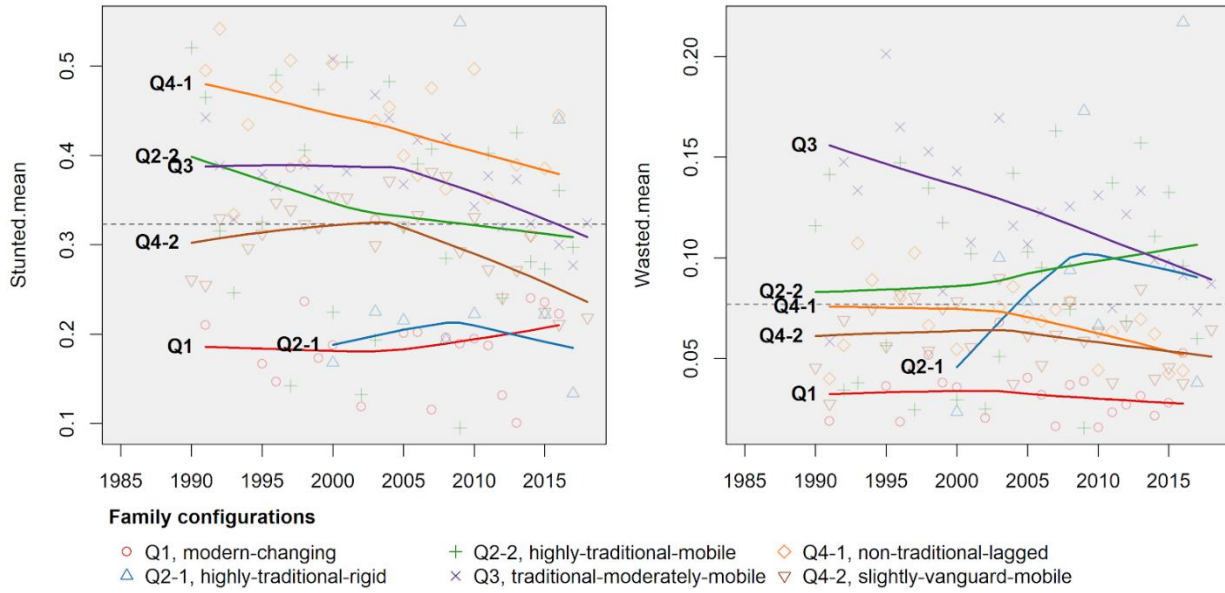 Stunted.mean
0.5
0.4
0.3
0.2
0.1
Q4-1
Q2-2
Q3
Q4-2
Q1
Q2-1
1985 1990 1995 2000 2005 2010 2015
Wasted.mean
0.20
0.15
0.10
0.05
Q3
Q2-2
Q4-1
Q4-2
Q2-1
Q1
1985 1990 1995 2000 2005 2010 2015
Family configurations
Q1, modern-changing Q2-2, highly-traditional-mobile Q4-1, non-traditional-lagged
Q2-1, highly-traditional-rigid Q3, traditional-moderately-mobile Q4-2, slightly-vanguard-mobile